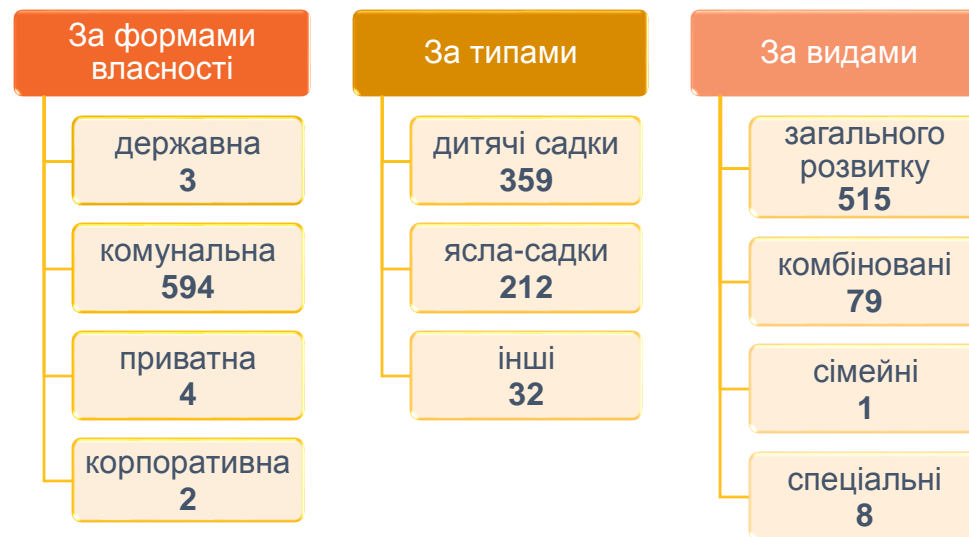 За формами
власності
державна
3
комунальна
594
приватна
4
корпоративна
2
За типами
дитячі садки
359
ясла-садки
212
інші
32
За видами
загального
розвитку
515
комбіновані
79
сімейні
1
спеціальні
8